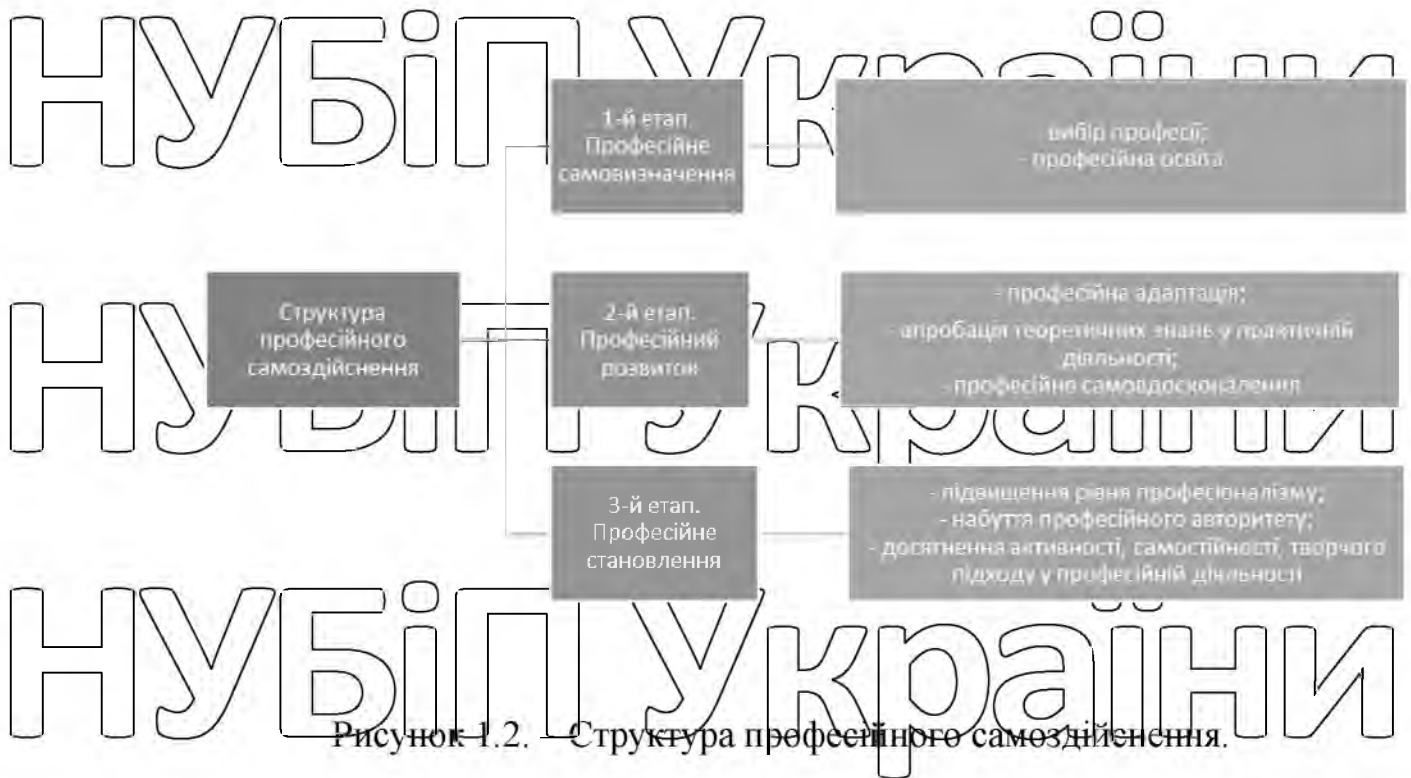 НУБіП України
1-й етап.
Професійне
самовизначення
- вибір професії;
- професійна освіта
НУБіП України
Структура
професійного
самоздійснення
2-й етап.
Професійний
розвиток
- професійна адаптація;
- апробація теоретичних знань у практичній
діяльності;
- професійне самовдосконалення
3-й етап.
Професійне
становлення
- підвищення рівня професіоналізму;
- набуття професійного авторитету;
- досягнення активності, самостійності, творчого
підходу у професійній діяльності
НУБіП України
Рисунок 1.2. – Структура професійного самоздійснення.